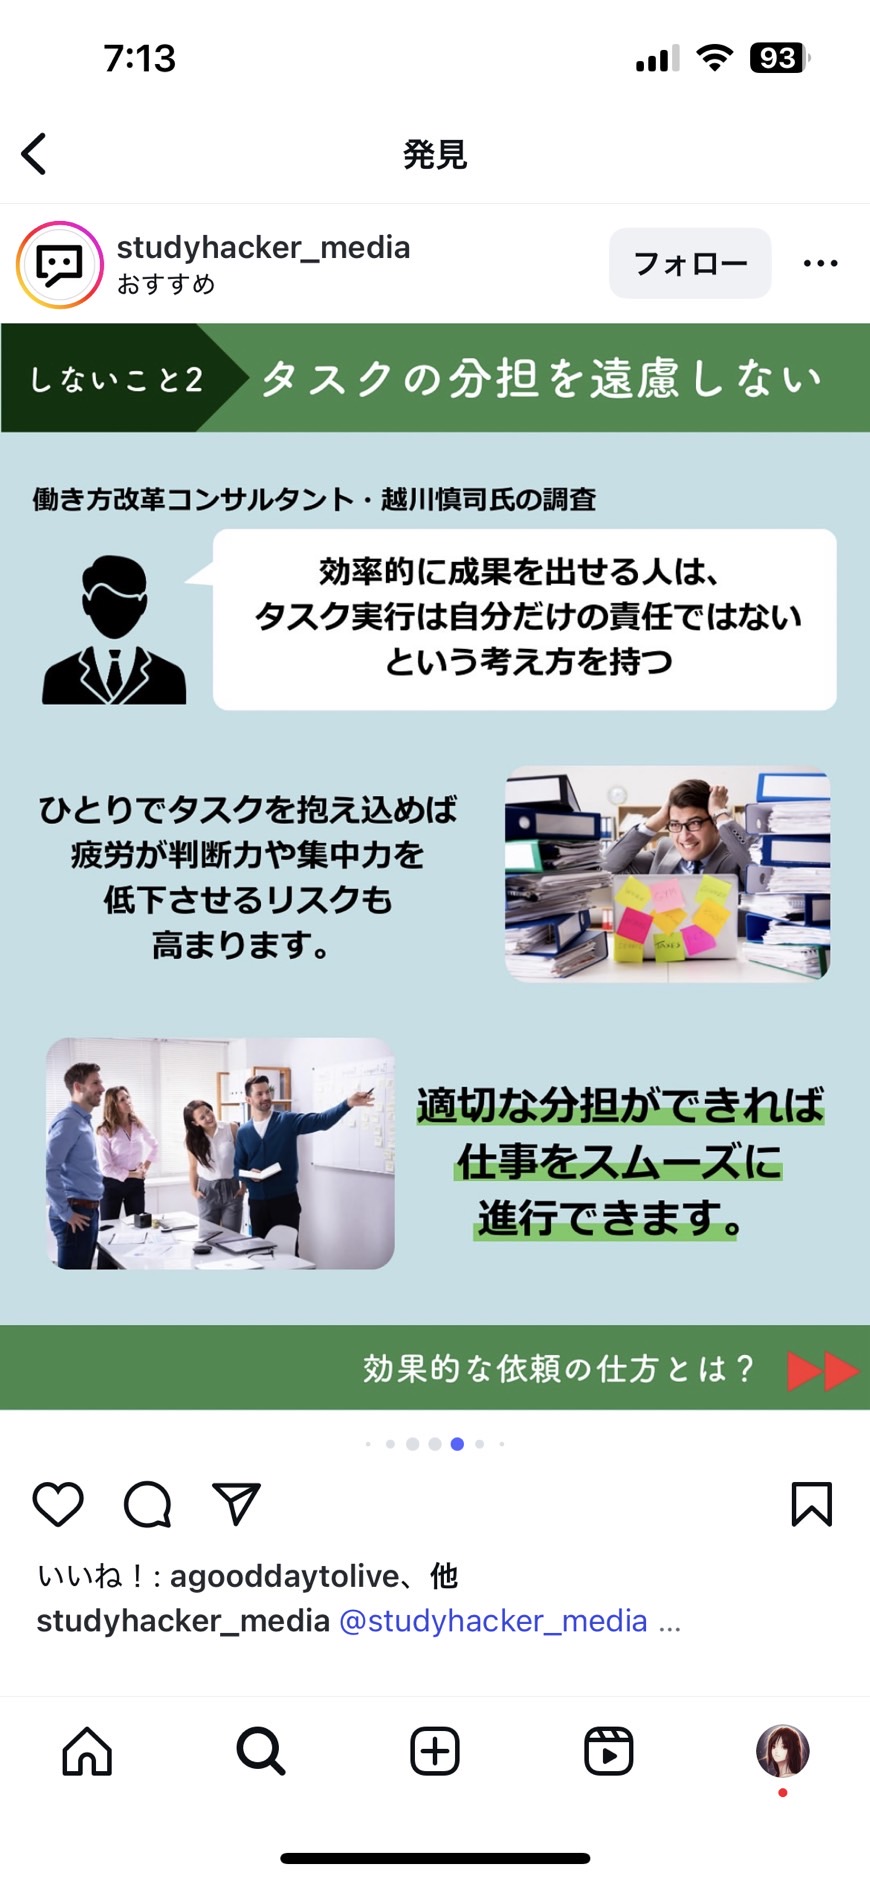 7:13
93
発見
studyhacker_media
おすすめ
フォロー
しないこと2
タスクの分担を遠慮しない
働き方改革コンサルタント・越川慎司氏の調査
効率的に成果を出せる人は、
タスク実行は自分だけの責任ではない
という考え方を持つ
ひとりでタスクを抱え込めば
疲労が判断力や集中力を
低下させるリスクも
高まります。
適切な分担ができれば
仕事をスムーズに
進行できます。
効果的な依頼の仕方とは？
いいね！: agooddaytolive、他
studyhacker_media @studyhacker_media ...